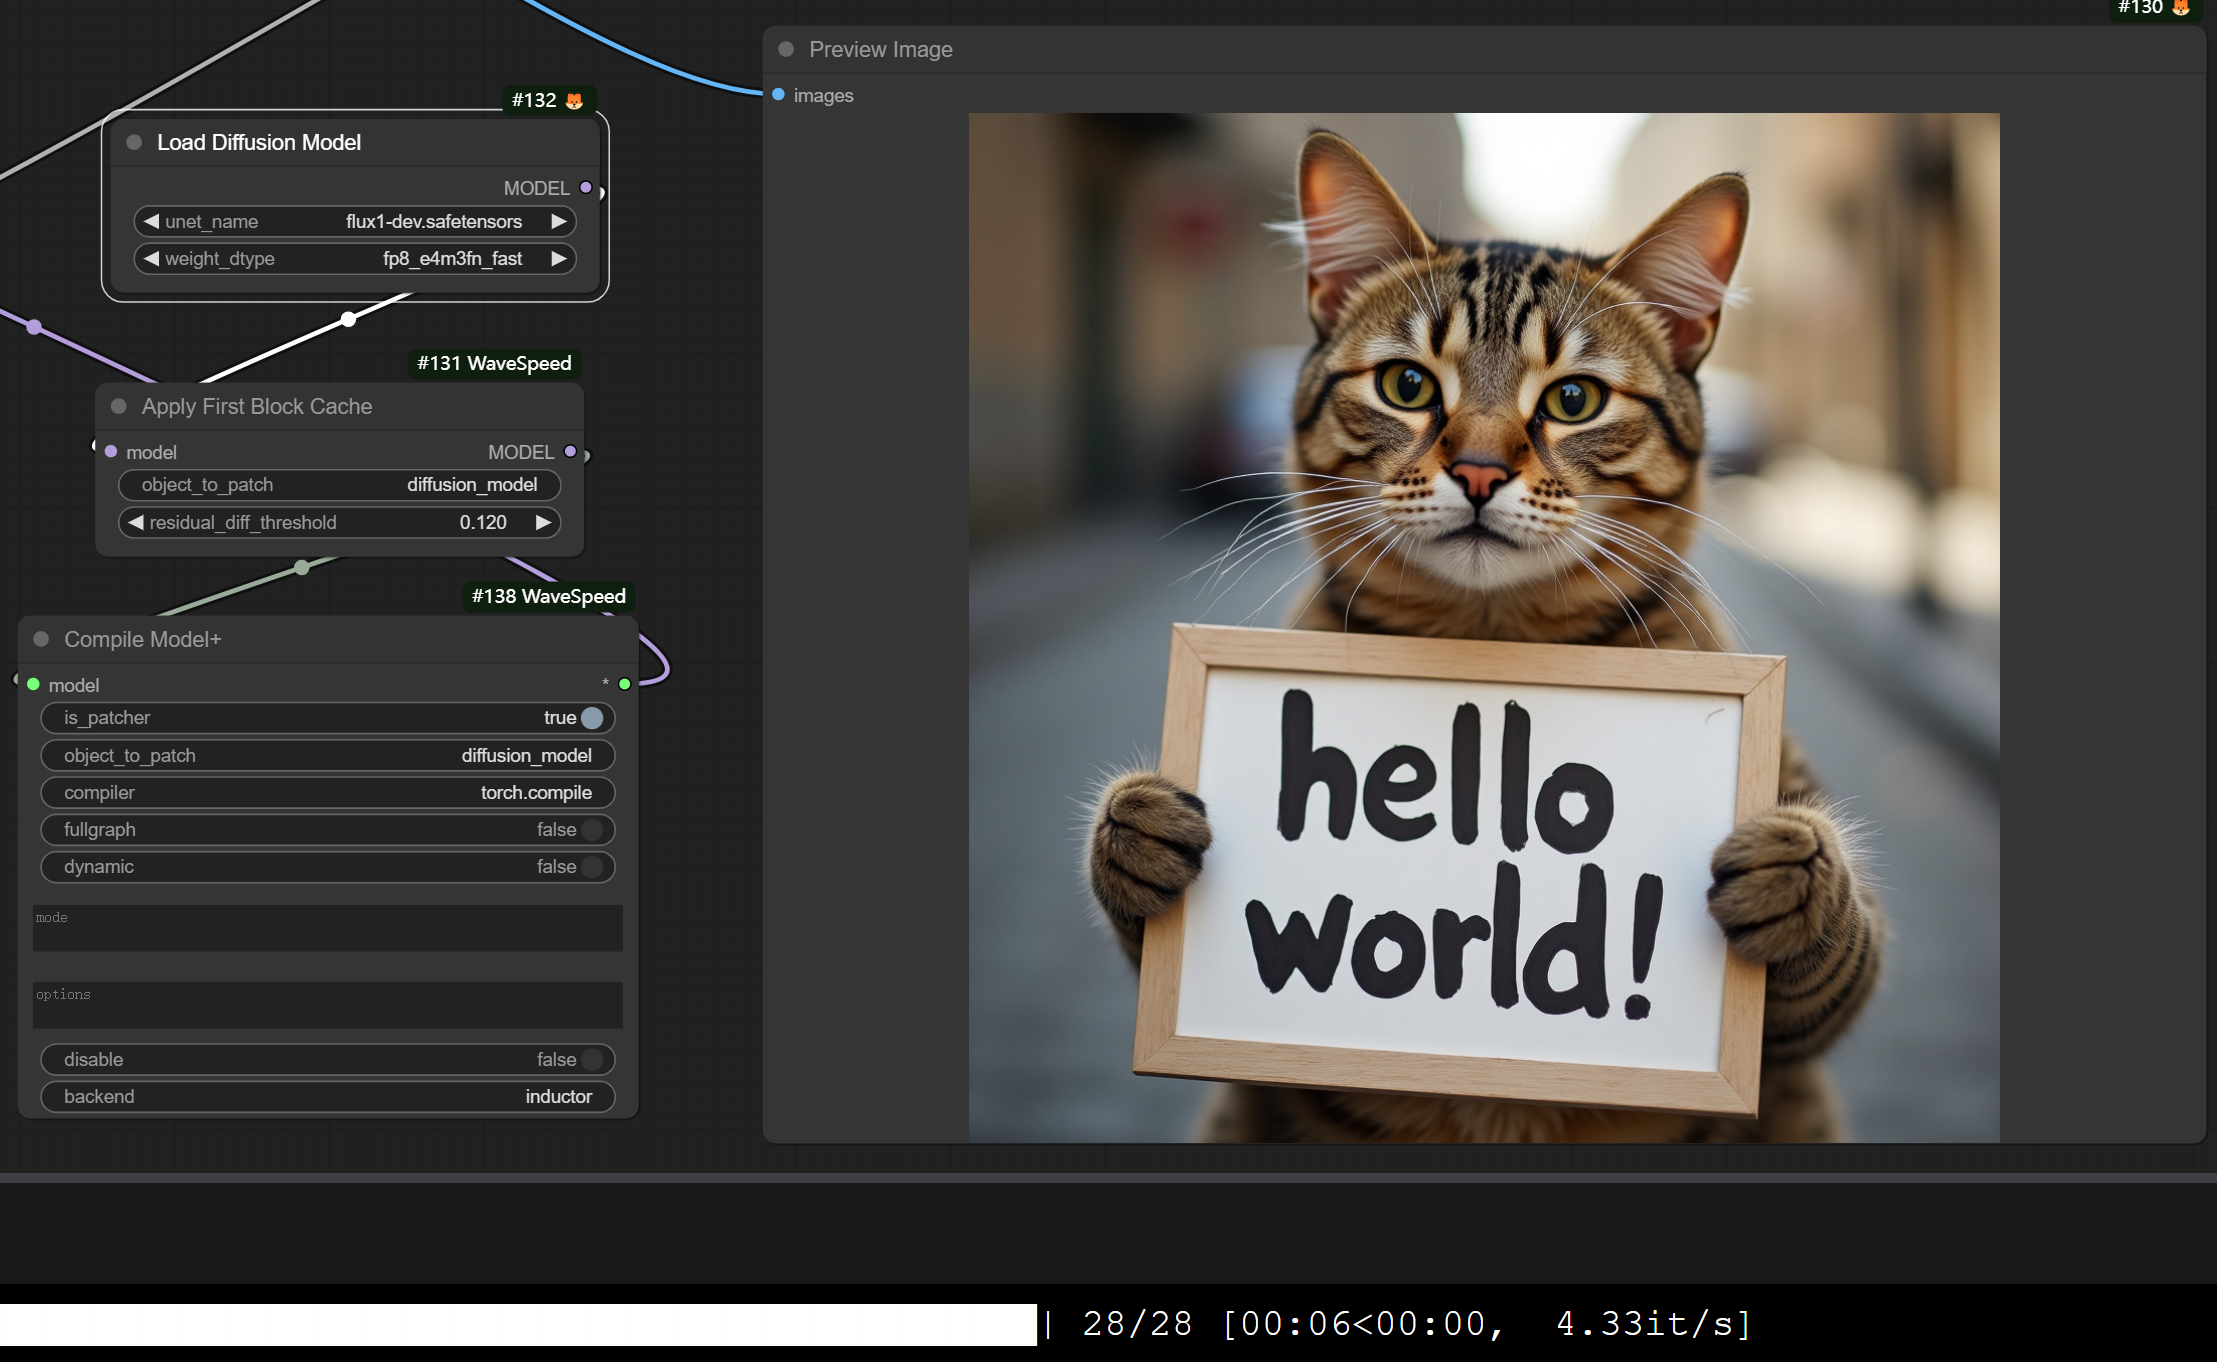 #130
Preview Image
images
#132
Load Diffusion Model
MODEL
unet_name flux1-dev.safetensors
weight_dtype fp8_e4m3fn_fast
#131 WaveSpeed
Apply First Block Cache
model MODEL
object_to_patch diffusion_model
residual_diff_threshold 0.120
#138 WaveSpeed
Compile Model+
model *
is_patcher true
object_to_patch diffusion_model
compiler torch.compile
fullgraph false
dynamic false
mode
options
disable false
backend inductor
hello
world!
| 28/28 [00:06<00:00, 4.33it/s]